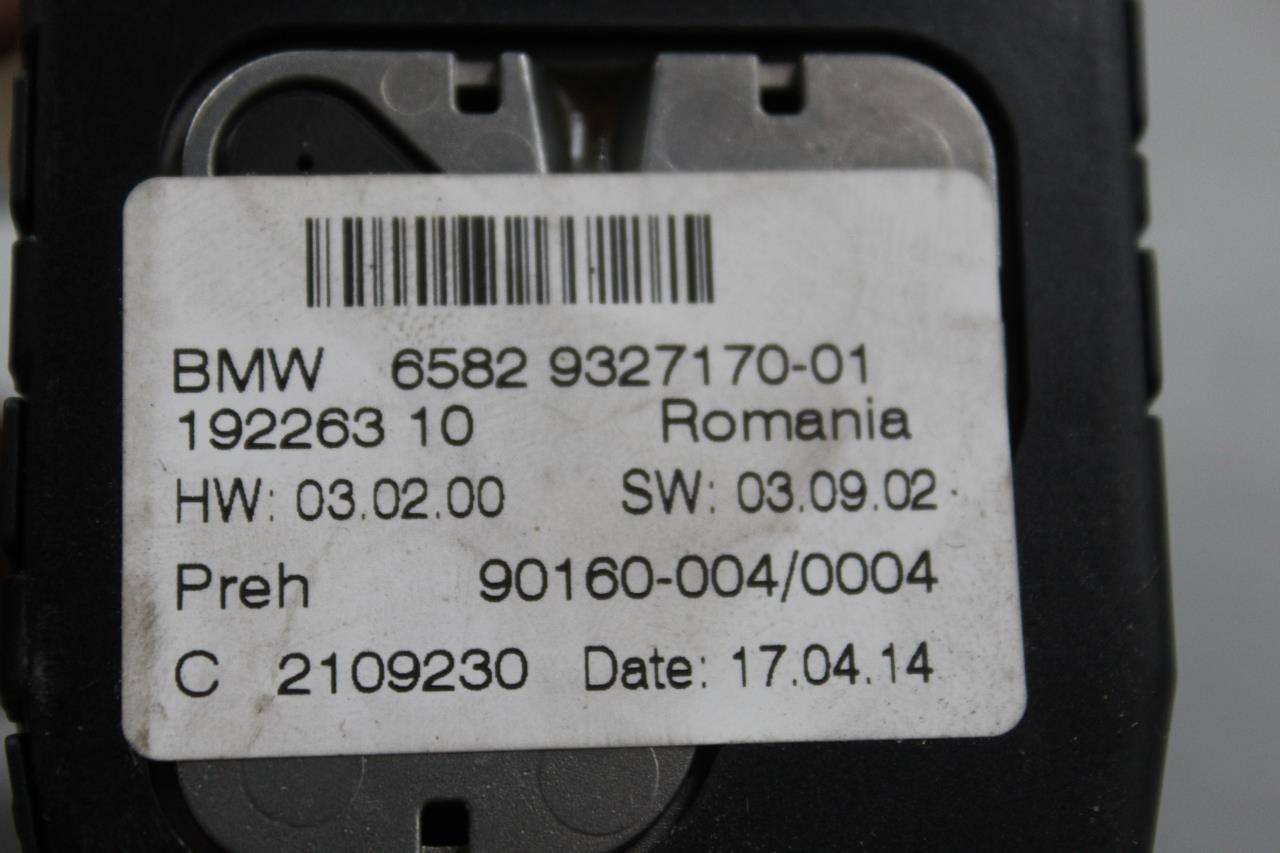 BMW 6582 9327170-01
192263 10 Romania
HW: 03.02.00 SW: 03.09.02
Preh 90160-004/0004
C 2109230 Date: 17.04.14